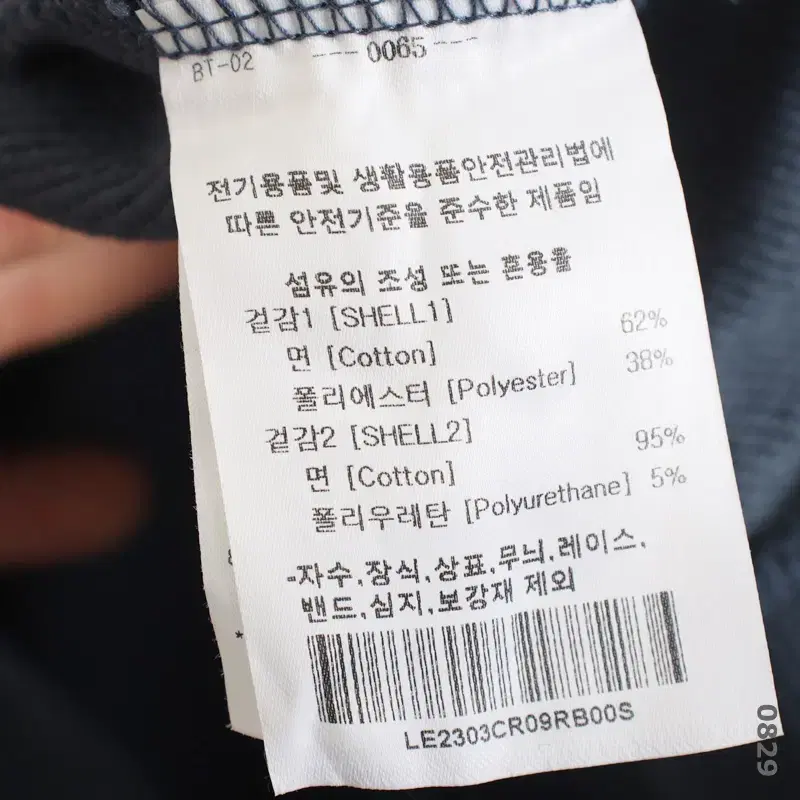 BT-02
--- 0065 ---
전기용품및 생활용품안전관리법에
따른 안전기준을 준수한 제품임
섬유의 조성 또는 혼용율
겉감1 [SHELL1]
면 [Cotton] 62%
폴리에스터 [Polyester] 38%
겉감2 [SHELL2]
면 [Cotton] 95%
폴리우레탄 [Polyurethane] 5%
-자수,장식,상표,무늬,레이스,
밴드,심지,보강재 제외
LE2303CR09RB00S
0829